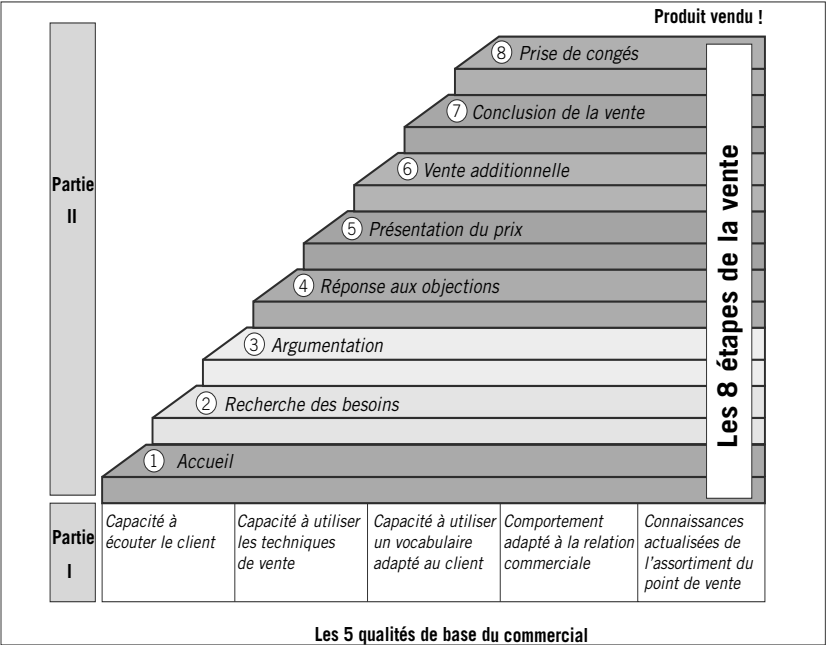 Produit vendu !
8 Prise de congés
7 Conclusion de la vente
6 Vente additionnelle
5 Présentation du prix
4 Réponse aux objections
3 Argumentation
2 Recherche des besoins
1 Accueil
Les 8 étapes de la vente
Partie
II
Partie
I
Capacité à
écouter le client
Capacité à utiliser
les techniques
de vente
Capacité à utiliser
un vocabulaire
adapté au client
Comportement
adapté à la relation
commerciale
Connaissances
actualisées de
l'assortiment du
point de vente
Les 5 qualités de base du commercial